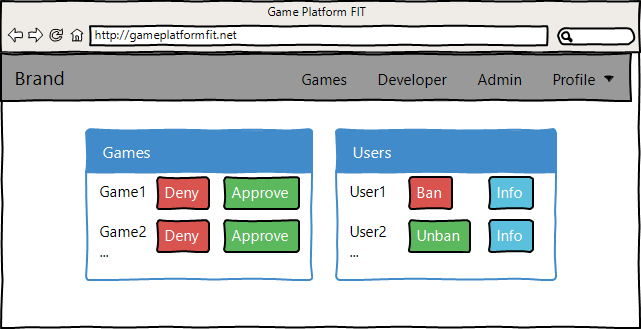 Game Platform FIT
http://gameplatformfit.net
Brand Games Developer Admin Profile
Games
Game1 Deny Approve
Game2 Deny Approve
...
Users
User1 Ban Info
User2 Unban Info
...